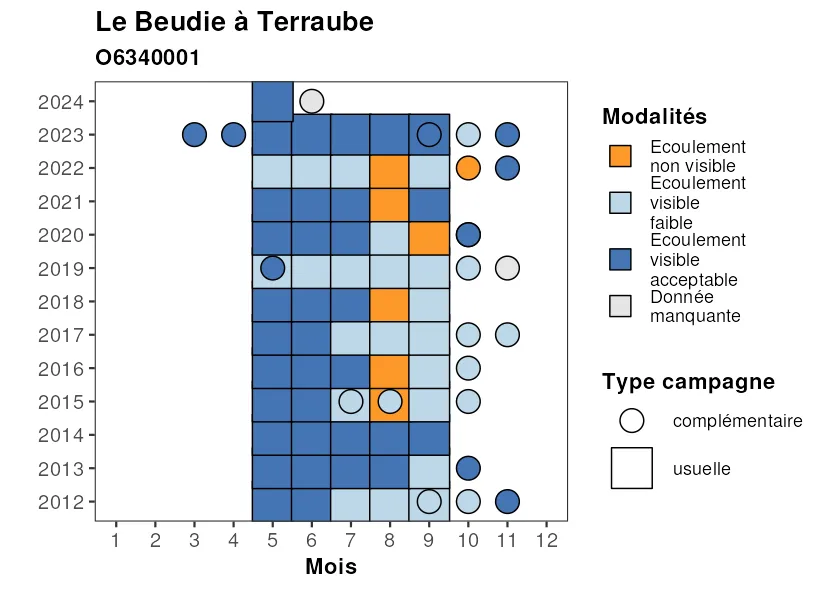 Le Beudie à Terraube
O6340001
2024
2023
2022
2021
2020
2019
2018
2017
2016
2015
2014
2013
2012
1 2 3 4 5 6 7 8 9 10 11 12
Mois
Modalités
Ecoulement
non visible
Ecoulement
visible
faible
Ecoulement
visible
acceptable
Donnée
manquante
Type campagne
complémentaire
usuelle